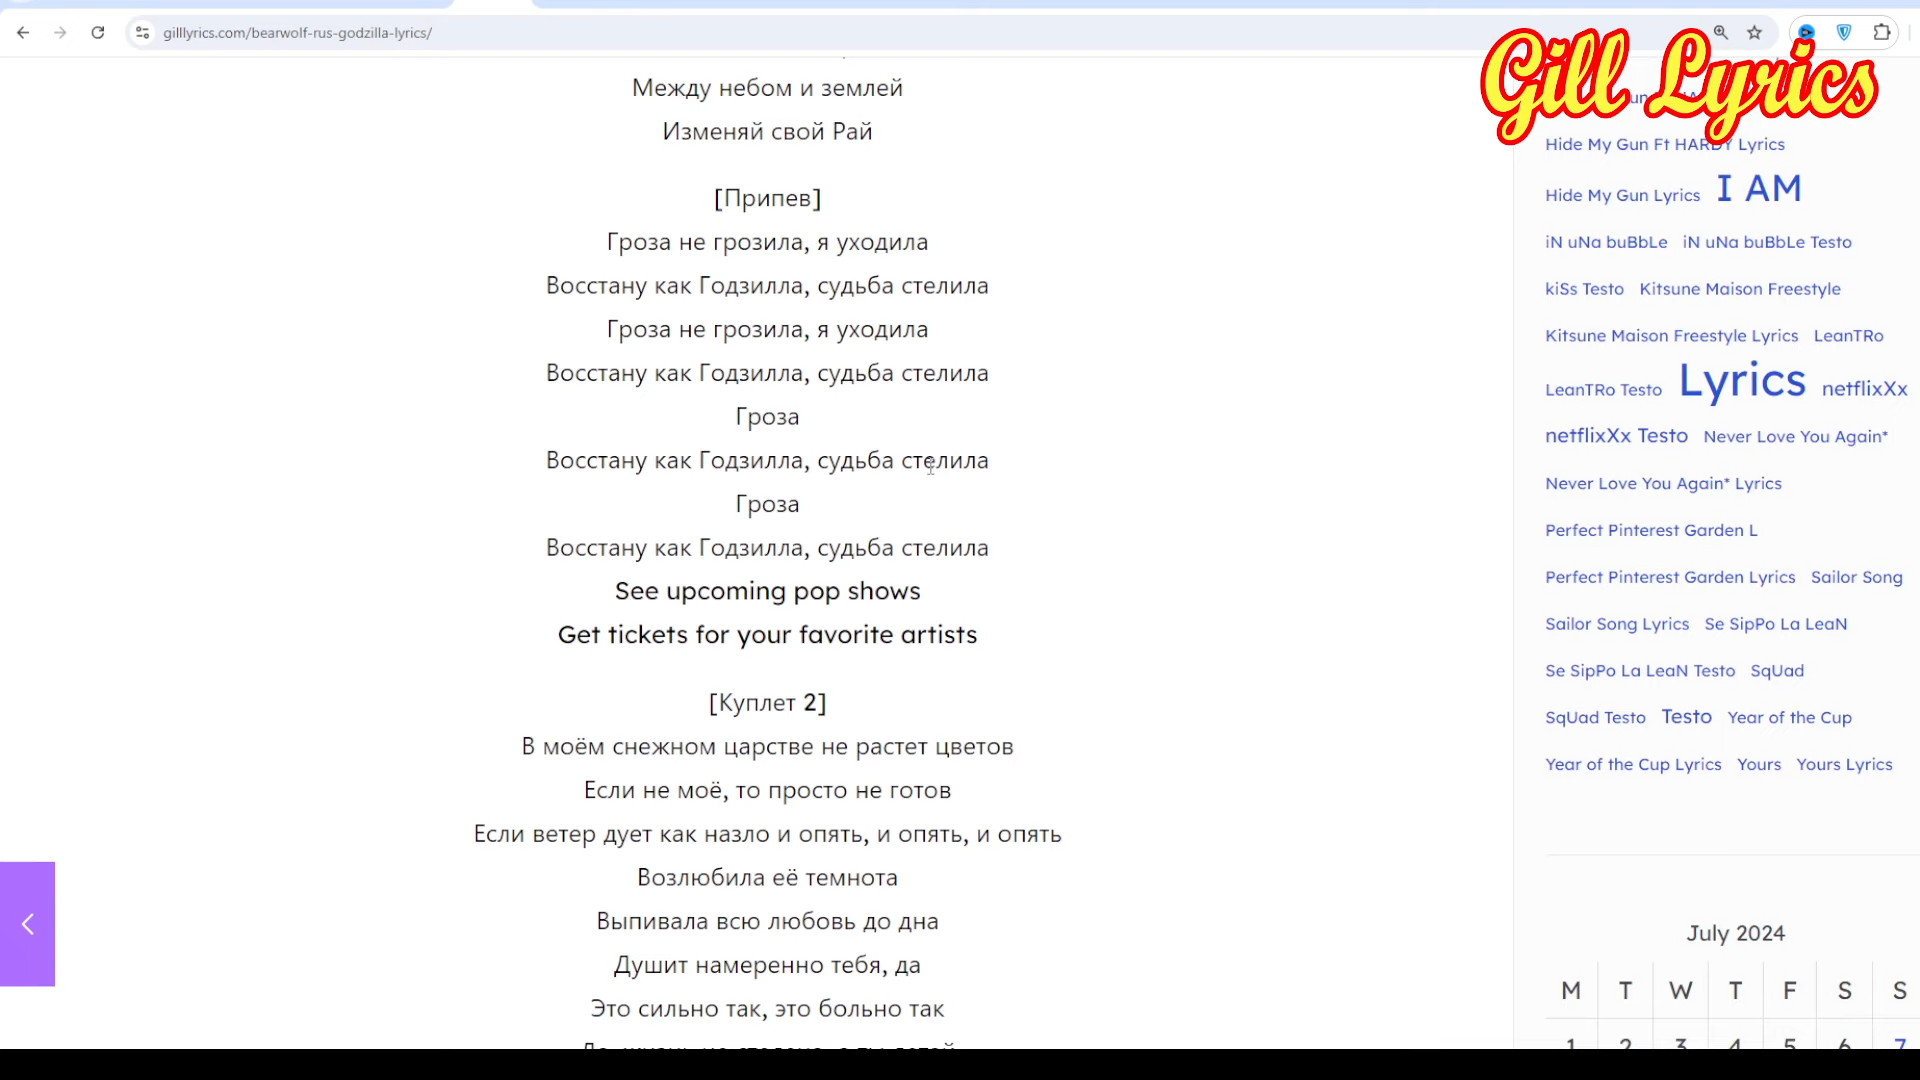 gilllyrics.com/bearwolf-rus-godzilla-lyrics/
Gill Lyrics
Между небом и землей
Изменяй свой Рай
[Припев]
Гроза не грозила, я уходила
Восстану как Годзилла, судьба стелила
Гроза не грозила, я уходила
Восстану как Годзилла, судьба стелила
Гроза
Восстану как Годзилла, судьба стелила
Гроза
Восстану как Годзилла, судьба стелила
See upcoming pop shows
Get tickets for your favorite artists
[Куплет 2]
В моём снежном царстве не растет цветов
Если не моё, то просто не готов
Если ветер дует как назло и опять, и опять, и опять
Возлюбила её темнота
Выпивала всю любовь до дна
Душит намеренно тебя, да
Это сильно так, это больно так
Hide My Gun Ft HARDY Lyrics
Hide My Gun Lyrics I AM
iN uNa buBbLe iN uNa buBbLe Testo
kiSs Testo Kitsune Maison Freestyle
Kitsune Maison Freestyle Lyrics LeanTRo
LeanTRo Testo Lyrics netflixXx
netflixXx Testo Never Love You Again*
Never Love You Again* Lyrics
Perfect Pinterest Garden L
Perfect Pinterest Garden Lyrics Sailor Song
Sailor Song Lyrics Se SipPo La LeaN
Se SipPo La LeaN Testo SqUad
SqUad Testo Testo Year of the Cup
Year of the Cup Lyrics Yours Yours Lyrics
July 2024
M T W T F S S
1 2 3 4 5 6 7